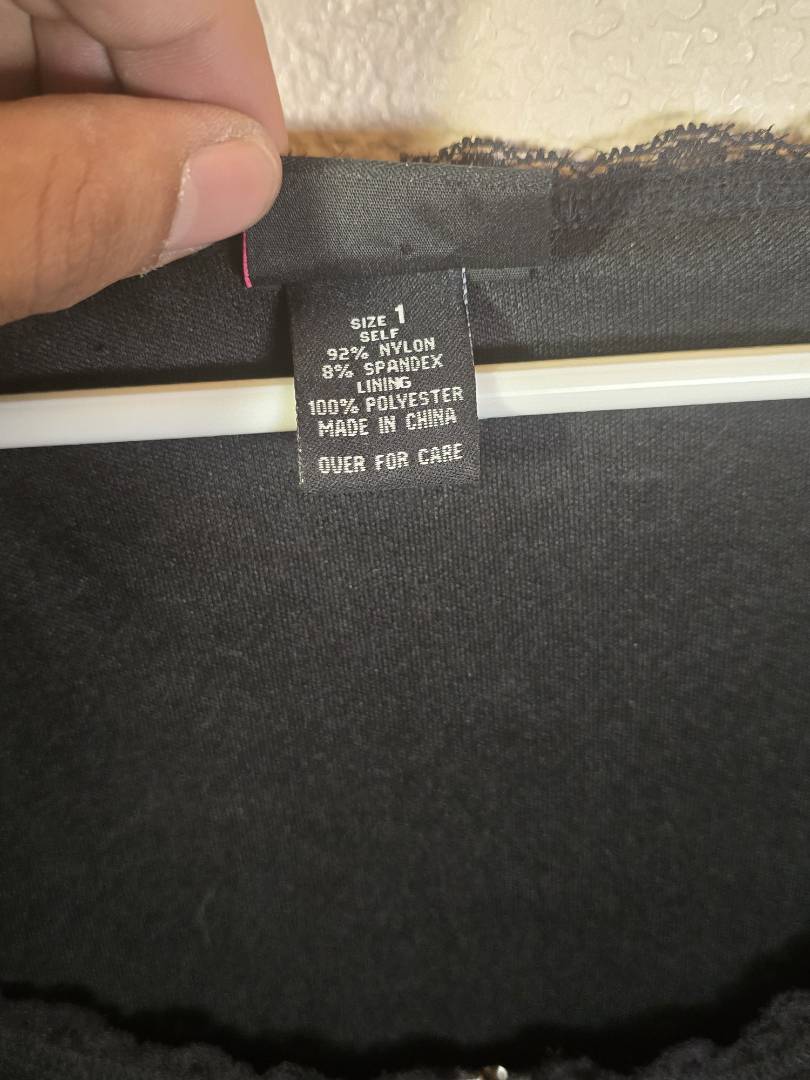 SIZE 1
SELF
92% NYLON
8% SPANDEX
LINING
100% POLYESTER
MADE IN CHINA
OVER FOR CARE